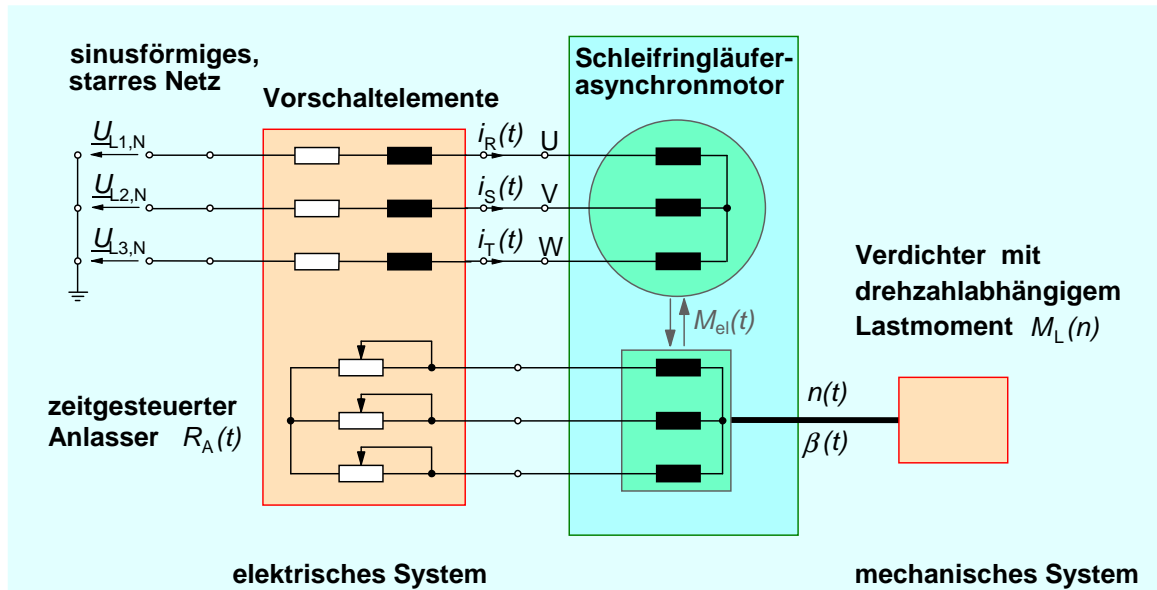 sinusförmiges,
starres Netz
Vorschaltelemente
Schleifringläufer-
asynchronmotor
U_L1,N
i_R(t)
U
U_L2,N
i_S(t)
V
U_L3,N
i_T(t)
W
M_el(t)
Verdichter mit
drehzahlabhängigem
Lastmoment M_L(n)
zeitgesteuerter
Anlasser R_A(t)
n(t)
β(t)
elektrisches System
mechanisches System